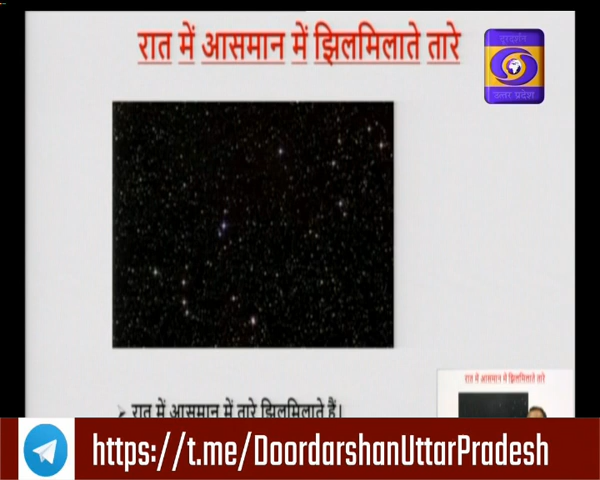 रात में आसमान में झिलमिलाते तारे
दूरदर्शन
उत्तर प्रदेश
रात में आसमान में तारे झिलमिलाते हैं।
रात में आसमान में झिलमिलाते तारे
https://t.me/DoordarshanUttarPradesh